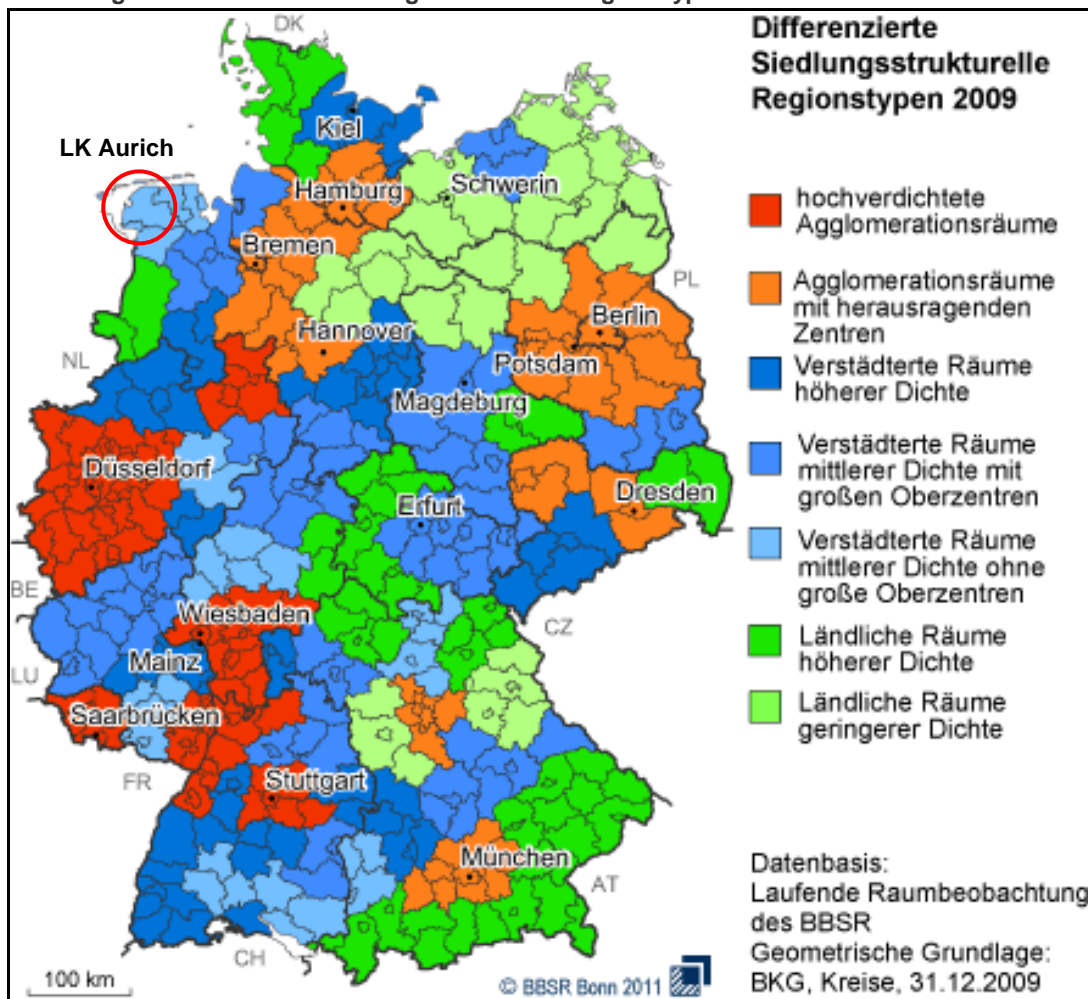 Differenzierte
Siedlungsstrukturelle
Regionstypen 2009
DK
Kiel
LK Aurich
Hamburg
Schwerin
Bremen
PL
Berlin
Hannover
NL
Potsdam
Magdeburg
Düsseldorf
Erfurt
Dresden
BE
Wiesbaden
CZ
Mainz
LU
Saarbrücken
FR
Stuttgart
München
AT
CH
100 km
© BBSR Bonn 2011
hochverdichtete
Agglomerationsräume
Agglomerationsräume
mit herausragenden
Zentren
Verstädterte Räume
höherer Dichte
Verstädterte Räume
mittlerer Dichte mit
großen Oberzentren
Verstädterte Räume
mittlerer Dichte ohne
große Oberzentren
Ländliche Räume
höherer Dichte
Ländliche Räume
geringerer Dichte
Datenbasis:
Laufende Raumbeobachtung
des BBSR
Geometrische Grundlage:
BKG, Kreise, 31.12.2009